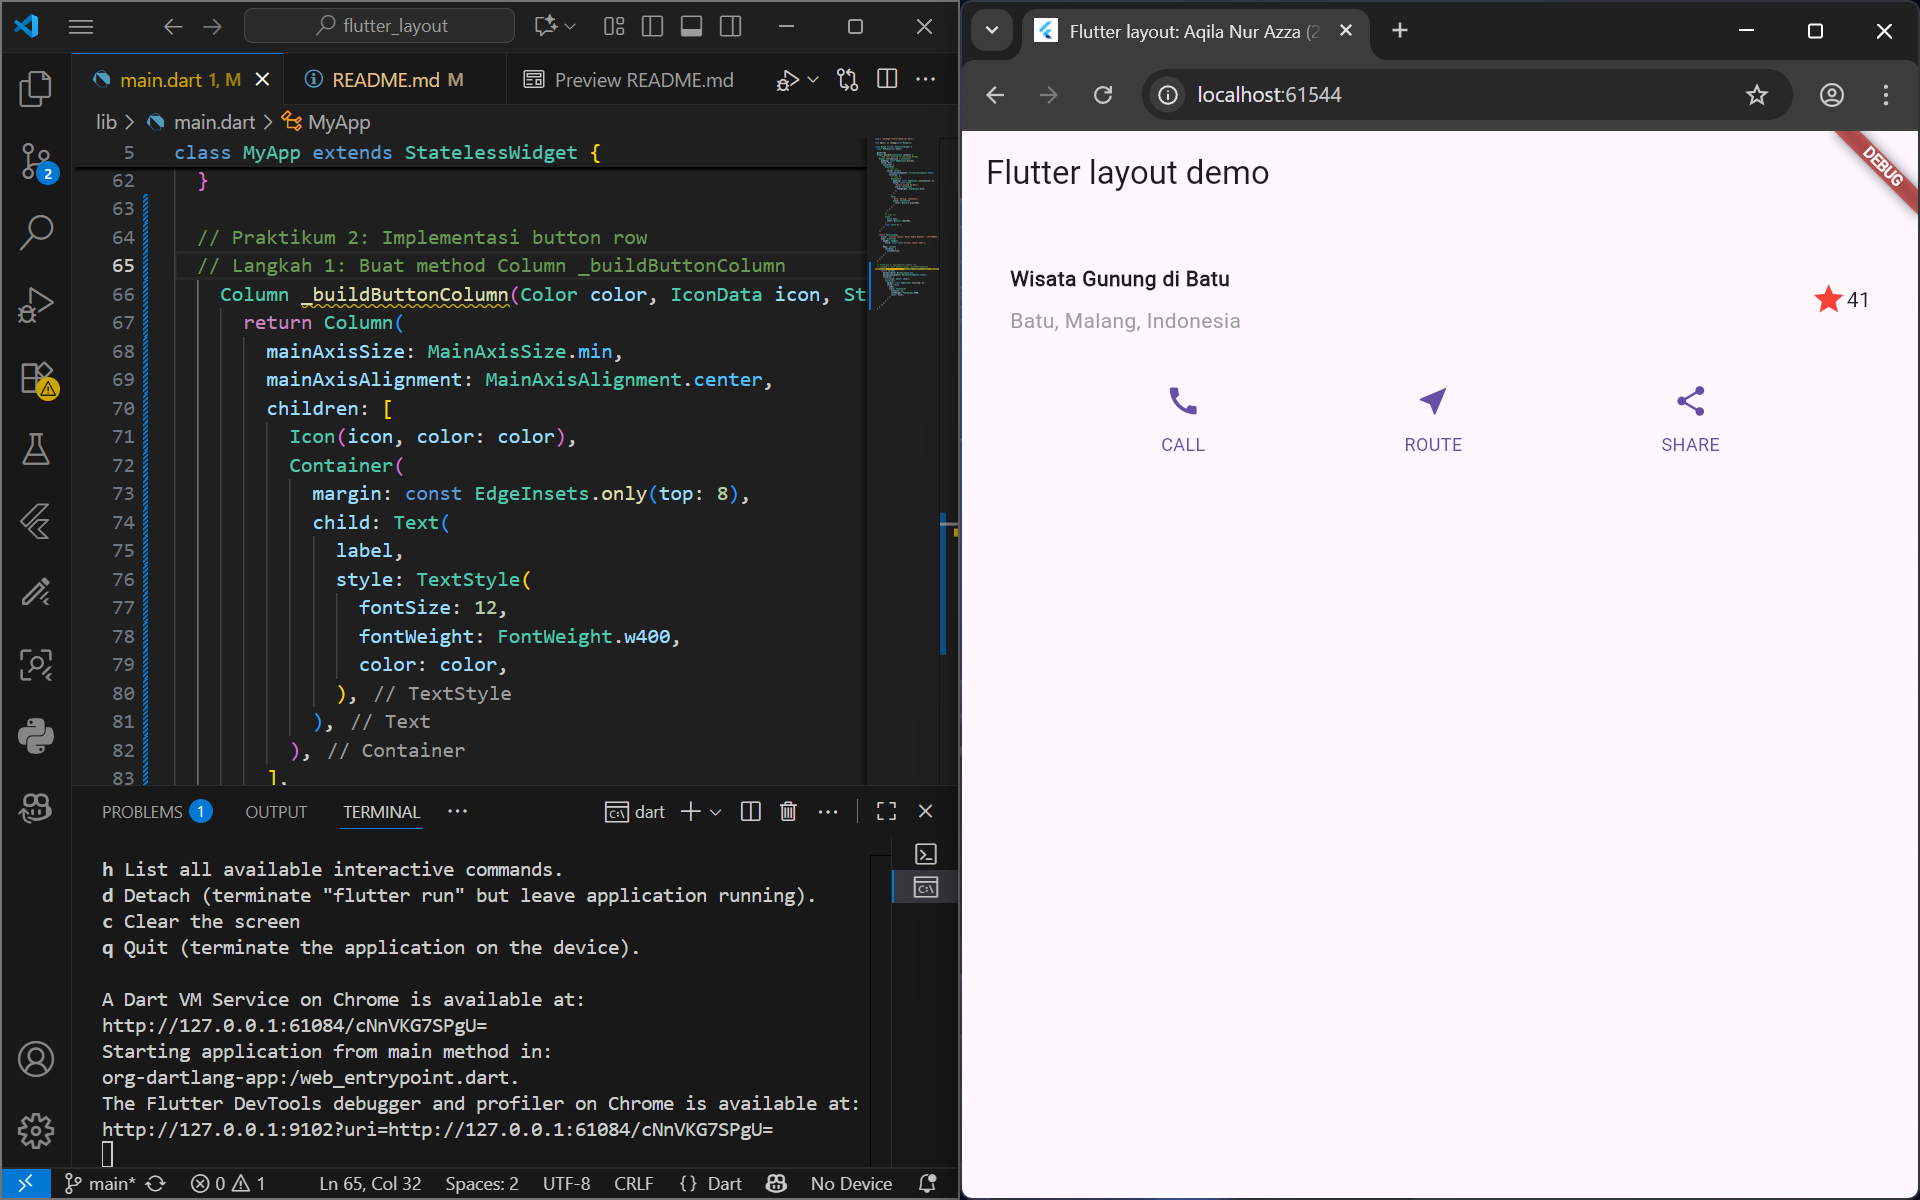 flutter_layout
main.dart 1, M
README.md M
Preview README.md
lib > main.dart > MyApp
5 class MyApp extends StatelessWidget {
62 }
63
64 // Praktikum 2: Implementasi button row
65 // Langkah 1: Buat method Column _buildButtonColumn
66 Column _buildButtonColumn(Color color, IconData icon, St
67 return Column(
68 mainAxisSize: MainAxisSize.min,
69 mainAxisAlignment: MainAxisAlignment.center,
70 children: [
71 Icon(icon, color: color),
72 Container(
73 margin: const EdgeInsets.only(top: 8),
74 child: Text(
75 label,
76 style: TextStyle(
77 fontSize: 12,
78 fontWeight: FontWeight.w400,
79 color: color,
80 ), // TextStyle
81 ), // Text
82 ), // Container
83 ],
2
PROBLEMS 1 OUTPUT TERMINAL
dart
h List all available interactive commands.
d Detach (terminate "flutter run" but leave application running).
c Clear the screen
q Quit (terminate the application on the device).
A Dart VM Service on Chrome is available at:
http://127.0.0.1:61084/cNnVKG7SPgU=
Starting application from main method in:
org-dartlang-app:/web_entrypoint.dart.
The Flutter DevTools debugger and profiler on Chrome is available at:
http://127.0.0.1:9102?uri=http://127.0.0.1:61084/cNnVKG7SPgU=
main* 0 1 Ln 65, Col 32 Spaces: 2 UTF-8 CRLF {} Dart No Device
Flutter layout: Aqila Nur Azza (2
localhost:61544
DEBUG
Flutter layout demo
Wisata Gunung di Batu
Batu, Malang, Indonesia
41
CALL
ROUTE
SHARE